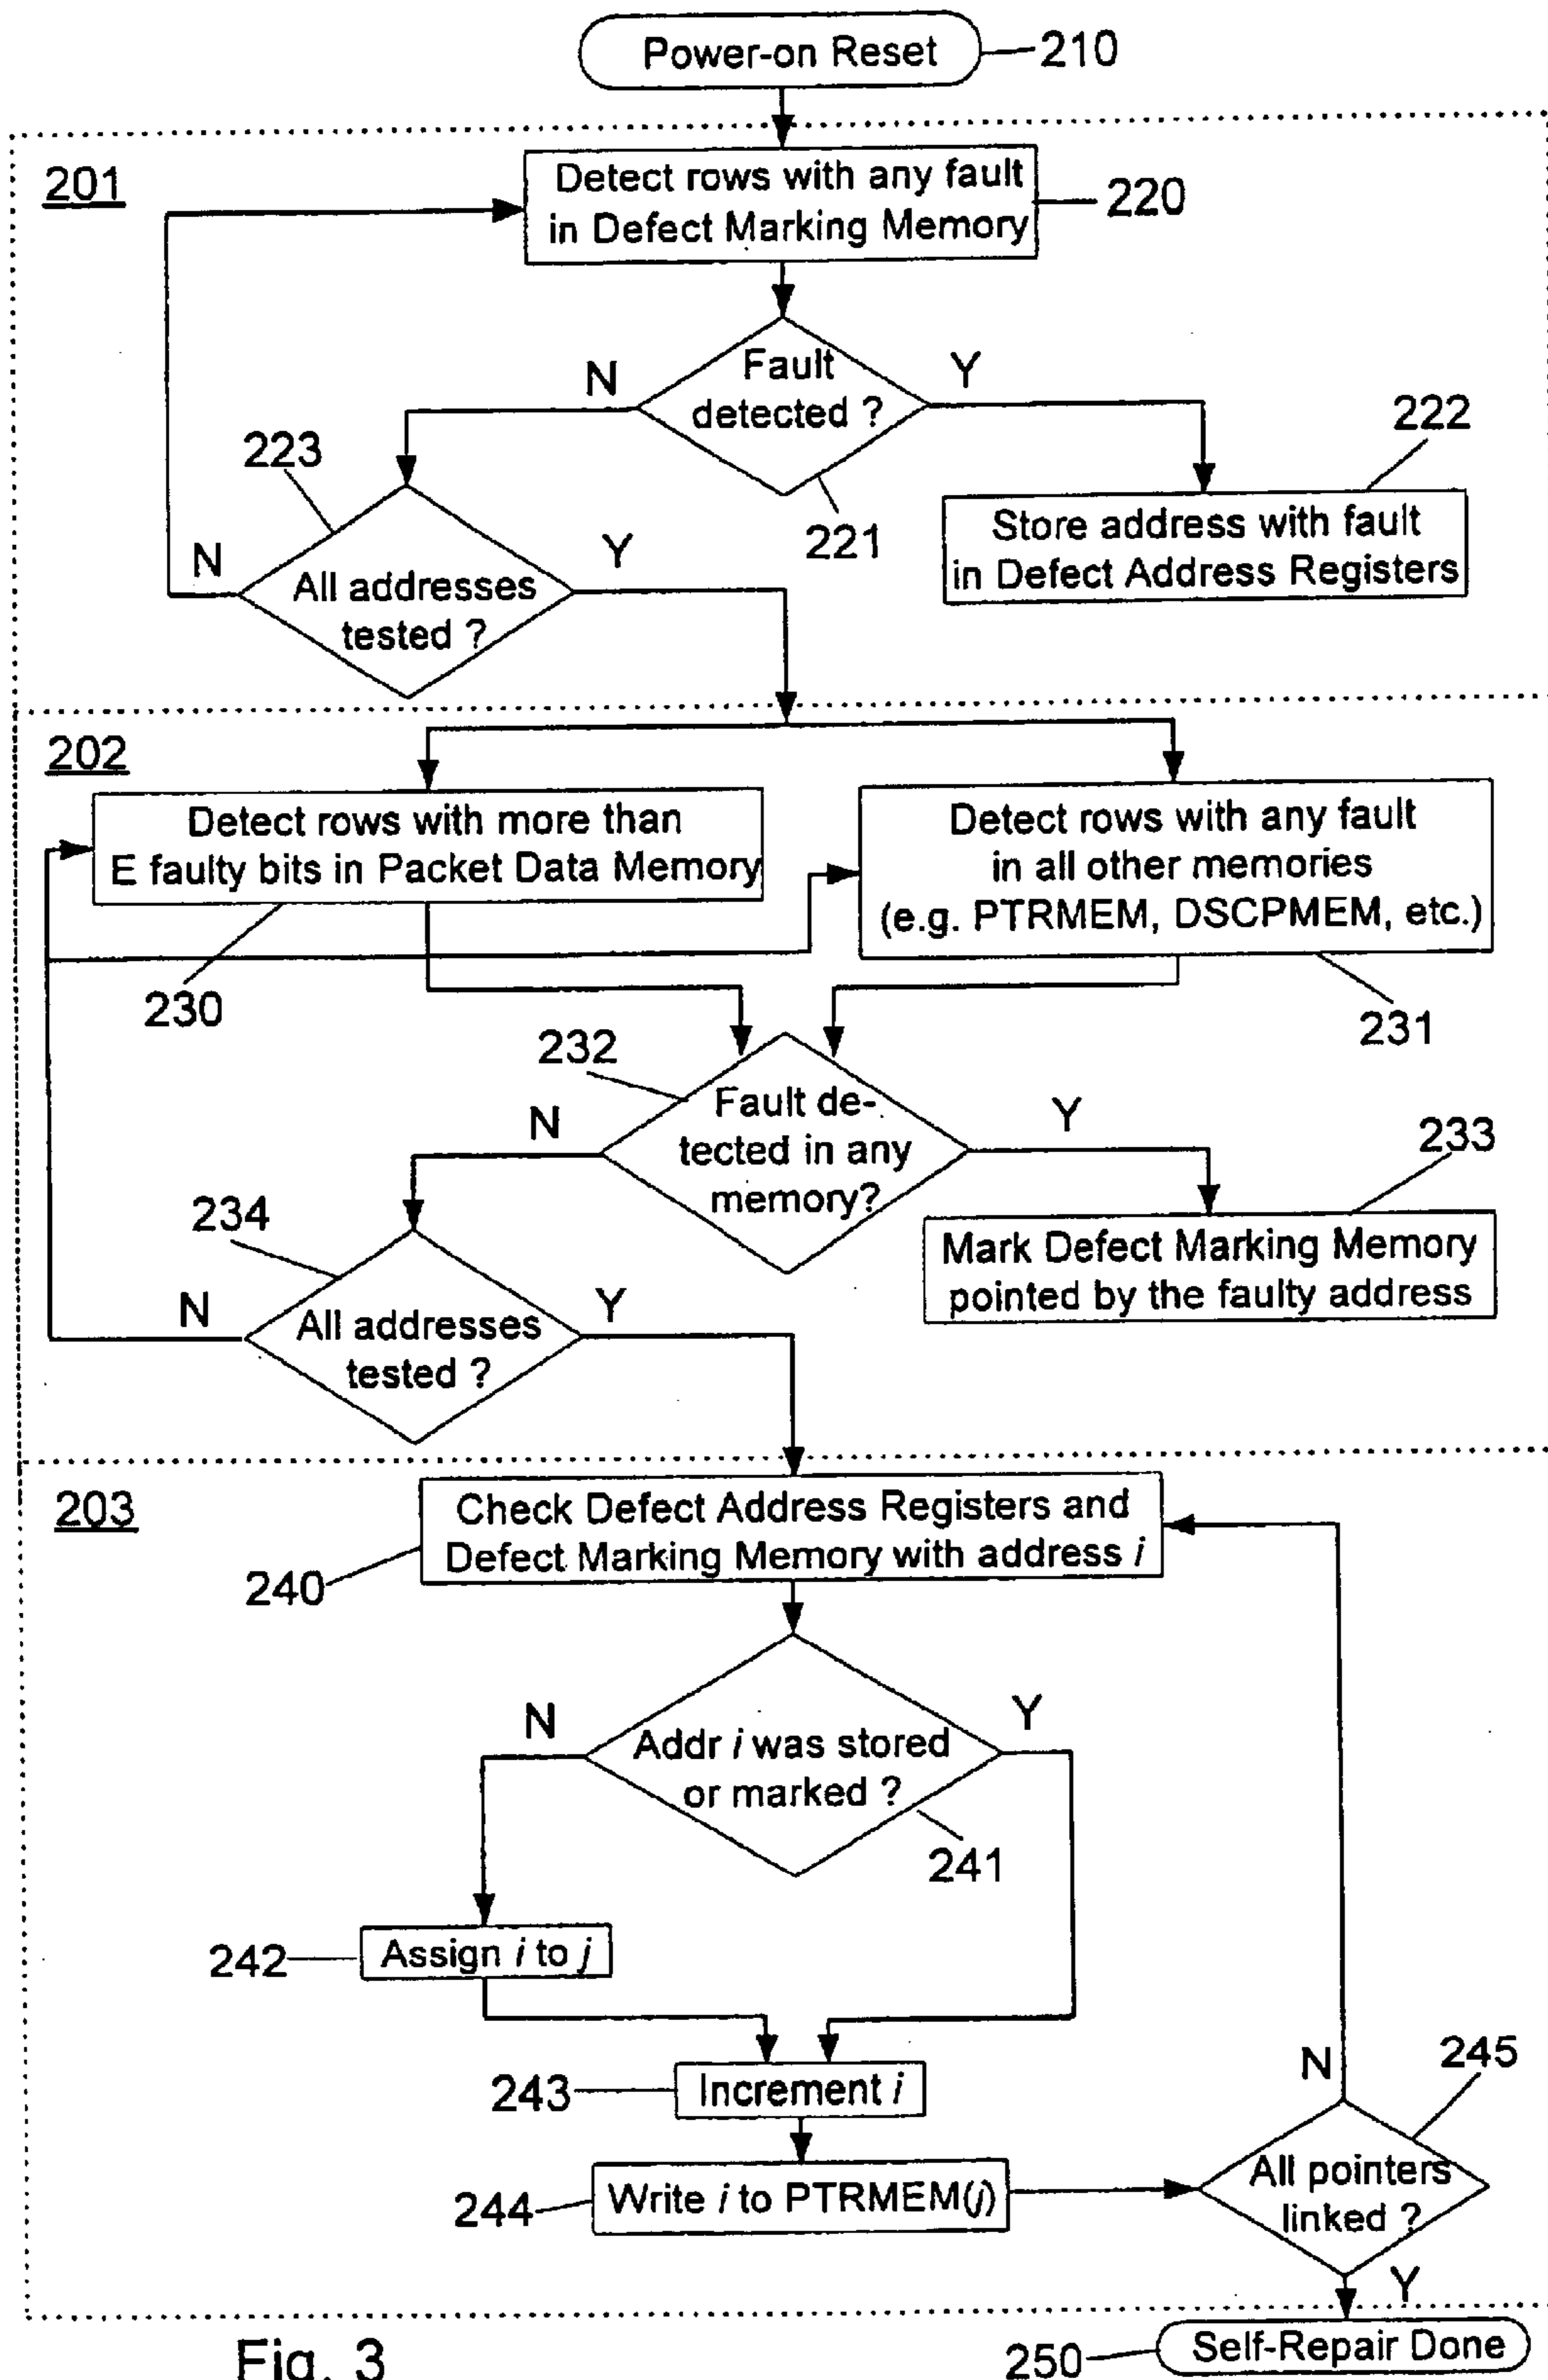 Power-on Reset
210
201
Detect rows with any fault
in Defect Marking Memory
220
Fault
detected ?
N
Y
221
222
Store address with fault
in Defect Address Registers
223
All addresses
tested ?
N
Y
202
Detect rows with more than
E faulty bits in Packet Data Memory
230
Detect rows with any fault
in all other memories
(e.g. PTRMEM, DSCPMEM, etc.)
231
232
Fault de-
tected in any
memory?
N
Y
233
Mark Defect Marking Memory
pointed by the faulty address
234
All addresses
tested ?
N
Y
203
Check Defect Address Registers and
Defect Marking Memory with address i
240
Addr i was stored
or marked ?
N
Y
241
242
Assign i to j
243
Increment i
244
Write i to PTRMEM(j)
245
All pointers
linked ?
N
Y
250
Self-Repair Done
Fig. 3